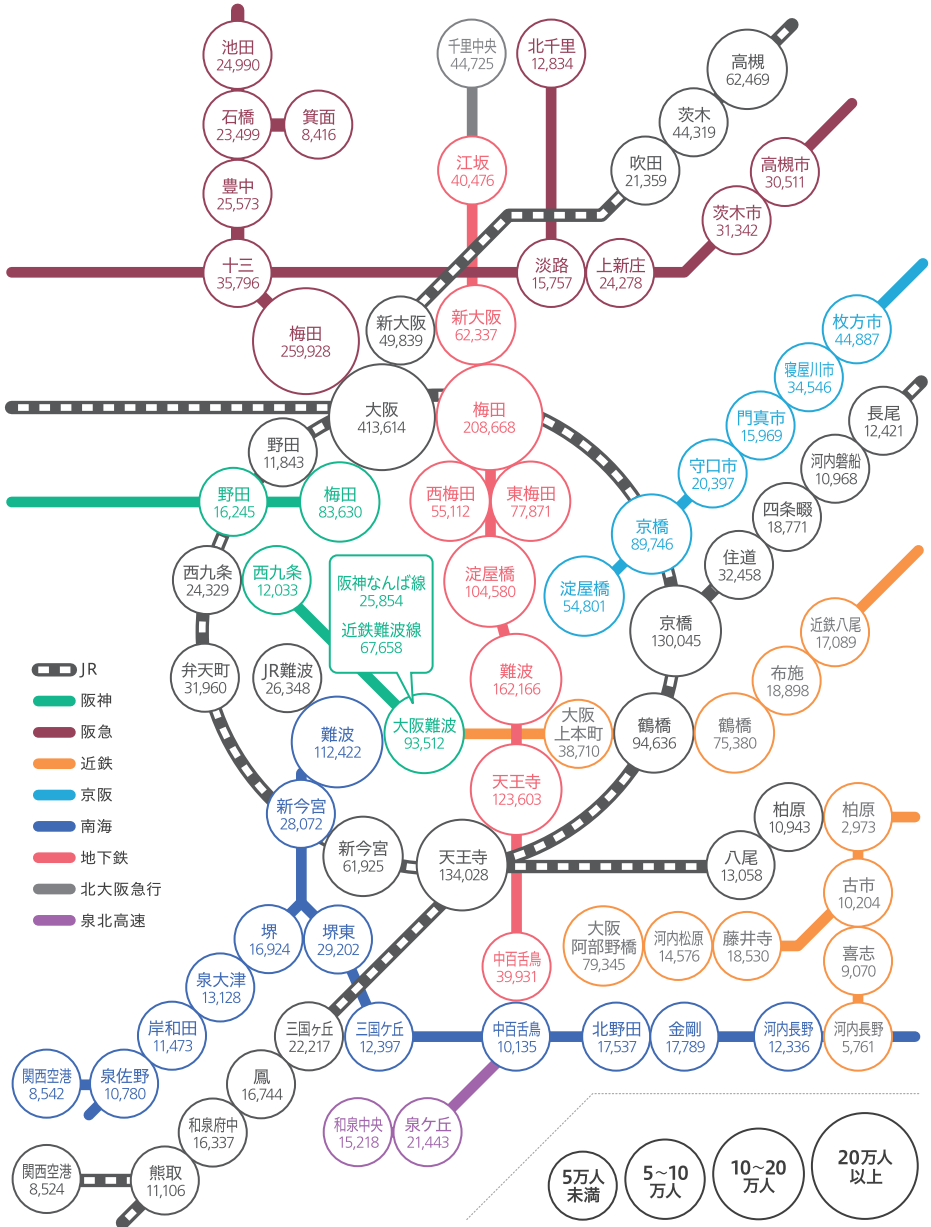 池田
24,990
千里中央
44,725
北千里
12,834
高槻
62,469
石橋
23,499
箕面
8,416
茨木
44,319
江坂
40,476
吹田
21,359
高槻市
30,511
豊中
25,573
茨木市
31,342
十三
35,796
淡路
15,757
上新庄
24,278
梅田
259,928
新大阪
49,839
新大阪
62,337
枚方市
44,887
寝屋川市
34,546
大阪
413,614
梅田
208,668
門真市
15,969
長尾
12,421
野田
11,843
守口市
20,397
河内磐船
10,968
野田
16,245
梅田
83,630
西梅田
55,112
東梅田
77,871
京橋
89,746
四条畷
18,771
西九条
24,329
西九条
12,033
阪神なんば線
25,854
近鉄難波線
67,658
淀屋橋
104,580
淀屋橋
54,801
住道
32,458
京橋
130,045
近鉄八尾
17,089
弁天町
31,960
JR難波
26,348
難波
162,166
布施
18,898
難波
112,422
大阪難波
93,512
大阪
上本町
38,710
鶴橋
94,636
鶴橋
75,380
JR
阪神
阪急
近鉄
京阪
南海
地下鉄
北大阪急行
泉北高速
新今宮
28,072
天王寺
123,603
柏原
10,943
柏原
2,973
新今宮
61,925
天王寺
134,028
八尾
13,058
古市
10,204
堺
16,924
堺東
29,202
中百舌鳥
39,931
大阪
阿部野橋
79,345
河内松原
14,576
藤井寺
18,530
喜志
9,070
泉大津
13,128
岸和田
11,473
三国ヶ丘
22,217
三国ケ丘
12,397
中百舌鳥
10,135
北野田
17,537
金剛
17,789
河内長野
12,336
河内長野
5,761
関西空港
8,542
泉佐野
10,780
鳳
16,744
和泉府中
16,337
和泉中央
15,218
泉ケ丘
21,443
関西空港
8,524
熊取
11,106
5万人
未満
5~10
万人
10~20
万人
20万人
以上